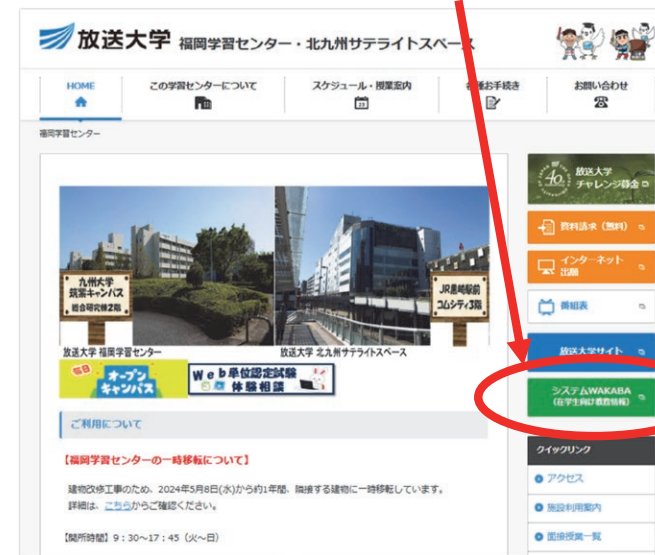 放送大学 福岡学習センター・北九州サテライトスペース
HOME
この学習センターについて
スケジュール・授業案内
各種お手続き
お問い合わせ
福岡学習センター
40
放送大学
チャレンジ募金
資料請求（無料）
インターネット
出願
番組表
放送大学サイト
システムWAKABA
(在学生向け教務情報)
九州大学
筑紫キャンパス
総合研究棟2階
JR黒崎駅前
コムシティ3階
放送大学 福岡学習センター
放送大学 北九州サテライトスペース
毎日
オープン
キャンパス
Web単位認定試験
体験相談
ご利用について
【福岡学習センターの一時移転について】
建物改修工事のため、2024年5月8日(水)から約1年間、隣接する建物に一時移転しています。
詳細は、こちらからご確認ください。
【開所時間】9：30～17：45（火～日）
クイックリンク
アクセス
施設利用案内
面接授業一覧